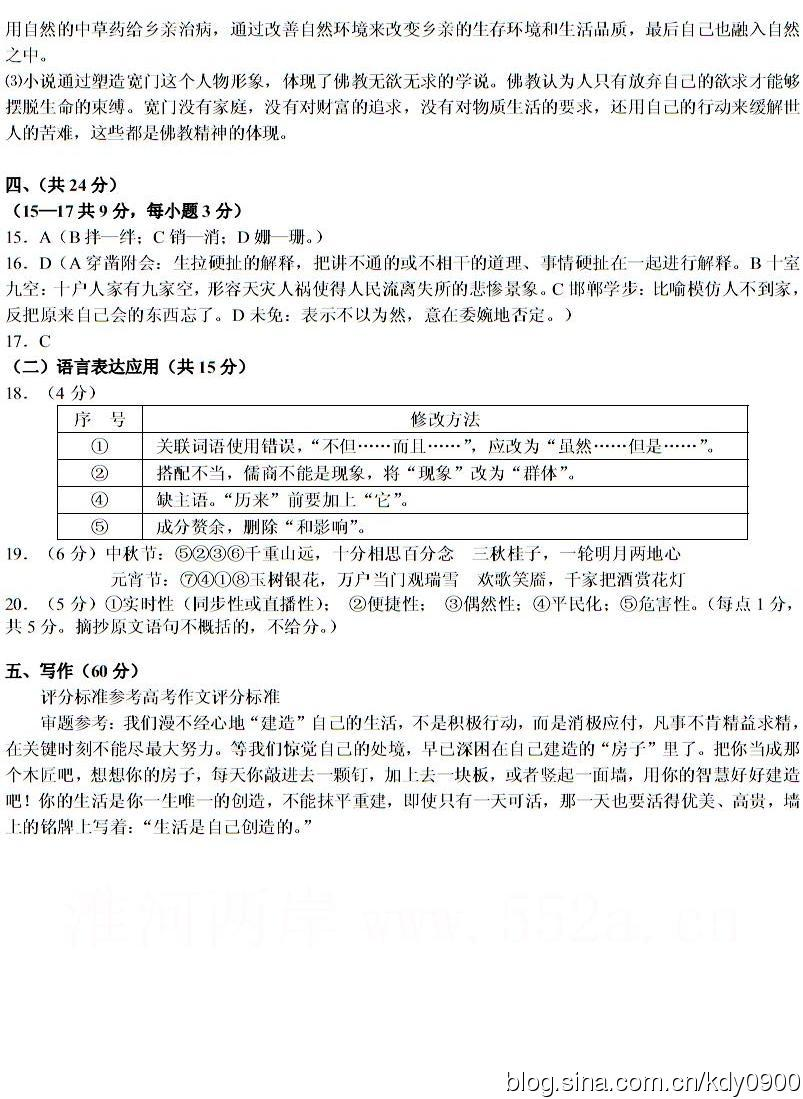 用自然的中草药给乡亲治病，通过改善自然环境来改变乡亲的生存环境和生活品质，最后自己也融入自然
之中。
⑶小说通过塑造宽门这个人物形象，体现了佛教无欲无求的学说。佛教认为人只有放弃自己的欲求才能够
摆脱生命的束缚。宽门没有家庭，没有对财富的追求，没有对物质生活的要求，还用自己的行动来缓解世
人的苦难，这些都是佛教精神的体现。
四、（共 24 分）
（15—17 共 9 分，每小题 3 分）
15．A（B 拌—绊；C 销—消；D 姗—珊。）
16．D（A 穿凿附会：生拉硬扯的解释，把讲不通的或不相干的道理、事情硬扯在一起进行解释。B 十室
九空：十户人家有九家空，形容天灾人祸使得人民流离失所的悲惨景象。C 邯郸学步：比喻模仿人不到家，
反把原来自己会的东西忘了。D 未免：表示不以为然，意在委婉地否定。）
17．C
（二）语言表达应用（共 15 分）
18．（4 分）
序 号 修改方法
① 关联词语使用错误，“不但……而且……”，应改为“虽然……但是……”。
② 搭配不当，儒商不能是现象，将“现象”改为“群体”。
④ 缺主语。“历来”前要加上“它”。
⑤ 成分赘余，删除“和影响”。
19．（6 分）中秋节：⑤②③⑥千重山远，十分相思百分念 三秋桂子，一轮明月两地心
元宵节：⑦④①⑧玉树银花，万户当门观瑞雪 欢歌笑靥，千家把酒赏花灯
20．（5 分）①实时性（同步性或直播性）； ②便捷性； ③偶然性；④平民化；⑤危害性。（每点 1 分，
共 5 分。摘抄原文语句不概括的，不给分。）
五、写作（60 分）
评分标准参考高考作文评分标准
审题参考：我们漫不经心地“建造”自己的生活，不是积极行动，而是消极应付，凡事不肯精益求精，
在关键时刻不能尽最大努力。等我们惊觉自己的处境，早已深困在自己建造的“房子”里了。把你当成那
个木匠吧，想想你的房子，每天你敲进去一颗钉，加上去一块板，或者竖起一面墙，用你的智慧好好建造
吧！你的生活是你一生唯一的创造，不能抹平重建，即使只有一天可活，那一天也要活得优美、高贵，墙
上的铭牌上写着：“生活是自己创造的。”
淮河两岸 www.552a.cn
blog.sina.com.cn/kdy0900